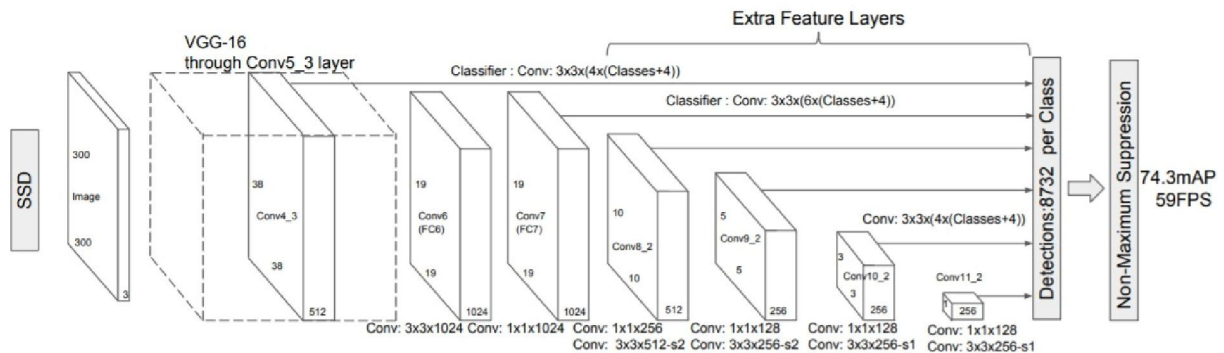 Extra Feature Layers
VGG-16
through Conv5_3 layer
Classifier : Conv: 3x3x(4x(Classes+4))
Classifier : Conv: 3x3x(6x(Classes+4))
SSD
300
Image
300
3
38
Conv4_3
38
512
19
Conv6
(FC6)
19
1024
19
Conv7
(FC7)
19
1024
10
Conv8_2
10
512
5
Conv9_2
5
256
Conv: 3x3x(4x(Classes+4))
3
Conv10_2
3
256
Conv11_2
1
256
Detections:8732 per Class
Non-Maximum Suppression
74.3mAP
59FPS
Conv: 3x3x1024
Conv: 1x1x1024
Conv: 1x1x256
Conv: 3x3x512-s2
Conv: 1x1x128
Conv: 3x3x256-s2
Conv: 1x1x128
Conv: 3x3x256-s1
Conv: 1x1x128
Conv: 3x3x256-s1